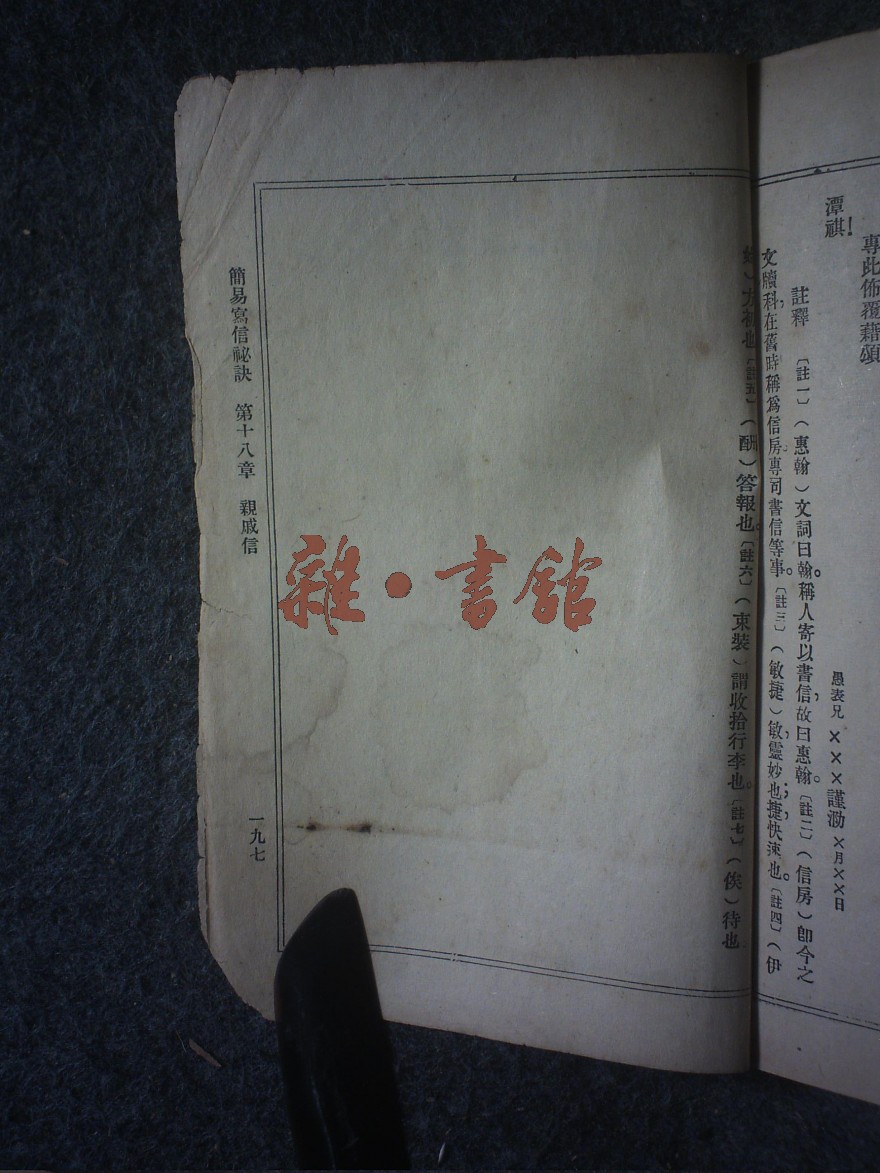 專此佈覆藉頌
潭祺！
愚表兄×××謹泐×月××日
註釋　〔註一〕（惠翰）文詞曰翰。稱人寄以書信，故曰惠翰。〔註二〕（信房）卽今之
文牘科，在舊時稱爲信房，專司書信等事。〔註三〕（敏捷）敏，靈妙也；捷，快速也。〔註四〕（伊
始）方初也〔註五〕（酬）答報也。〔註六〕（束裝）謂收拾行李也。〔註七〕（俟）待也
簡易寫信祕訣　第十八章　親戚信
一九七
雜·書館